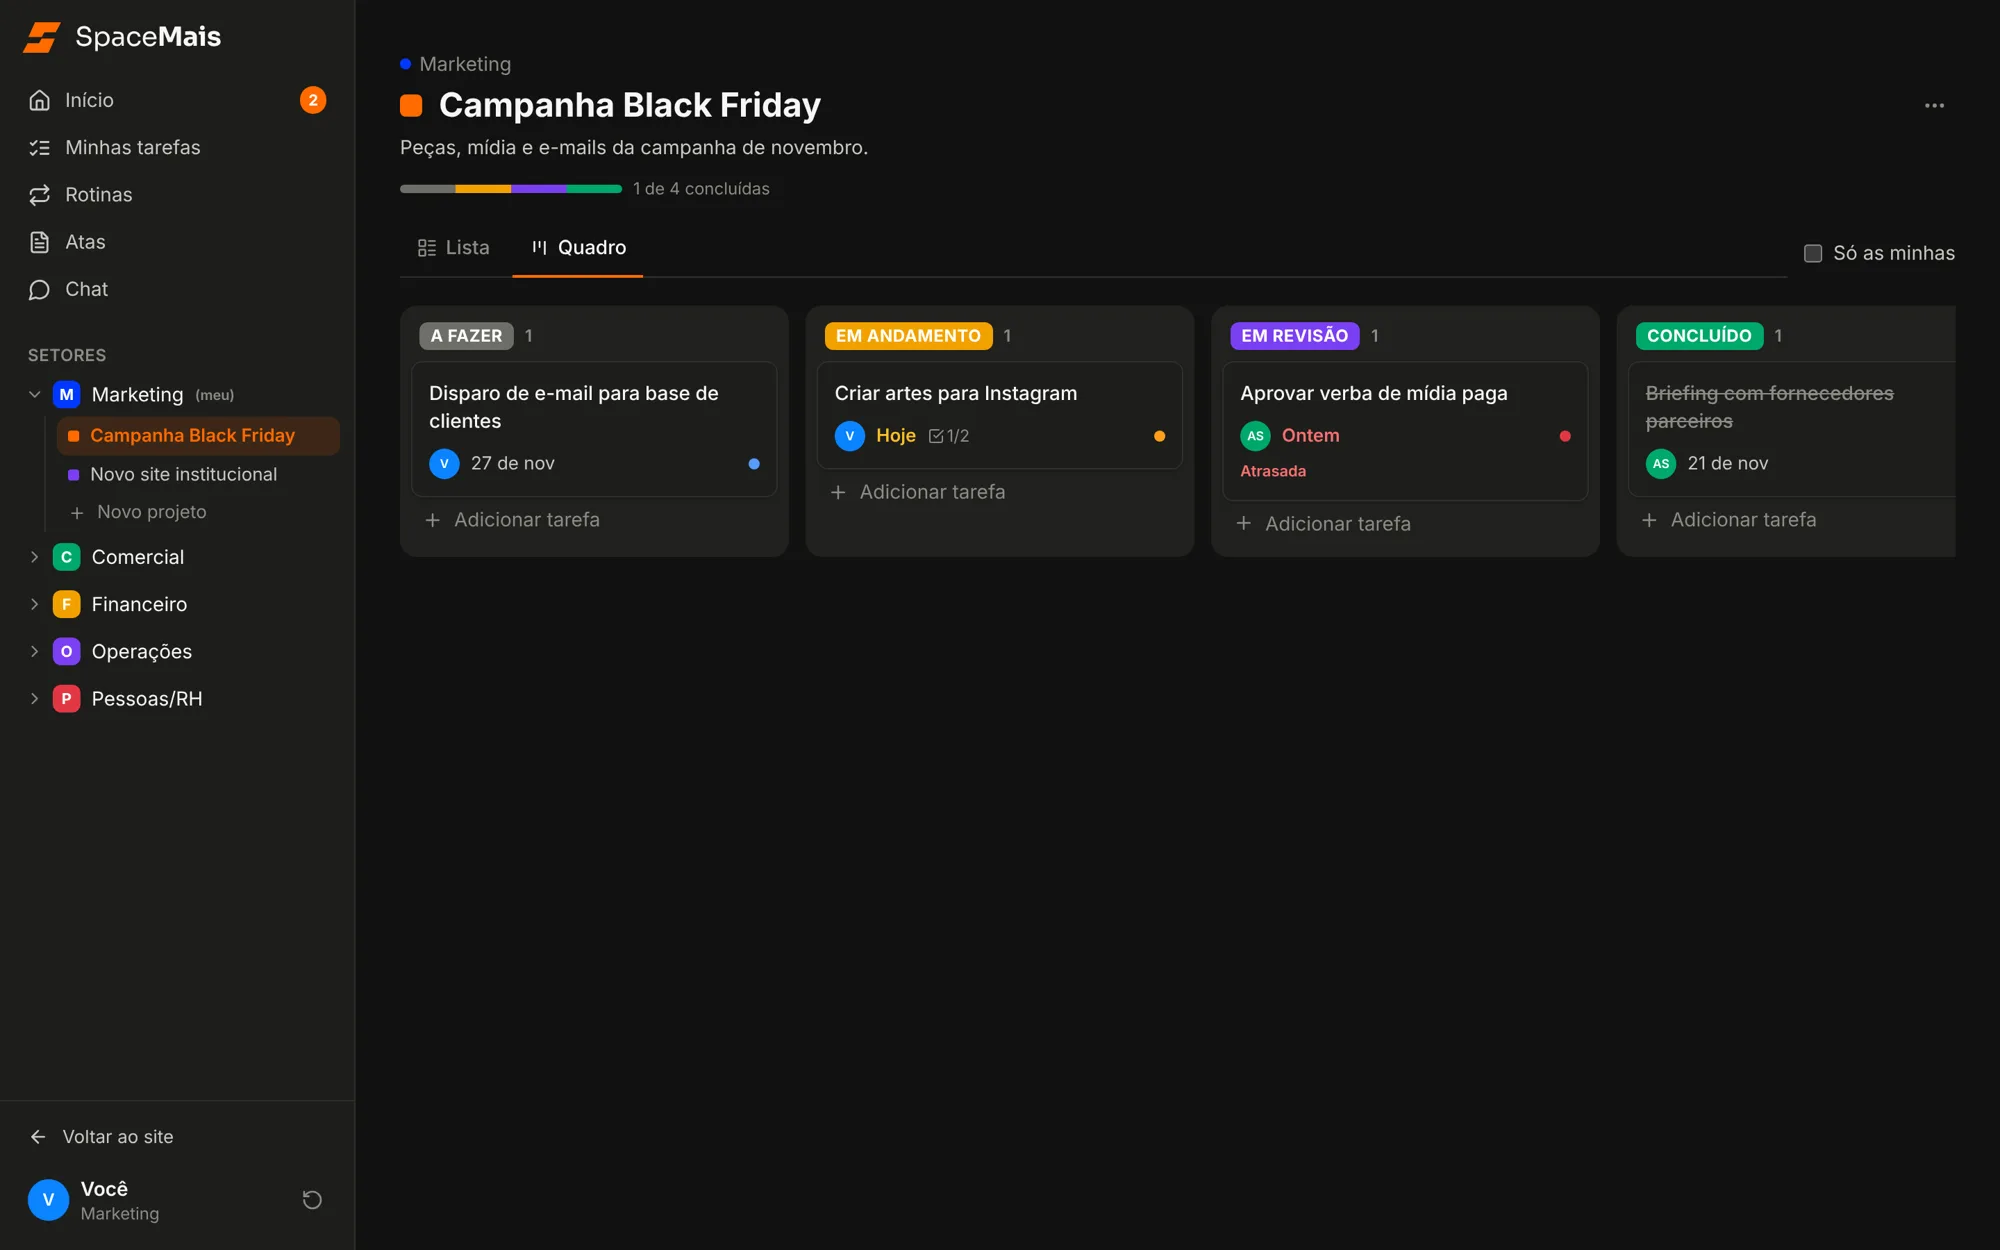 SpaceMais
Início 2
Minhas tarefas
Rotinas
Atas
Chat
SETORES
M Marketing (meu)
Campanha Black Friday
Novo site institucional
+ Novo projeto
C Comercial
F Financeiro
O Operações
P Pessoas/RH
Voltar ao site
V Você
Marketing
Marketing
Campanha Black Friday
Peças, mídia e e-mails da campanha de novembro.
1 de 4 concluídas
Lista
Quadro
Só as minhas
A FAZER 1
Disparo de e-mail para base de
clientes
V 27 de nov
+ Adicionar tarefa
EM ANDAMENTO 1
Criar artes para Instagram
V Hoje 1/2
+ Adicionar tarefa
EM REVISÃO 1
Aprovar verba de mídia paga
AS Ontem
Atrasada
+ Adicionar tarefa
CONCLUÍDO 1
Briefing com fornecedores
parceiros
AS 21 de nov
+ Adicionar tarefa